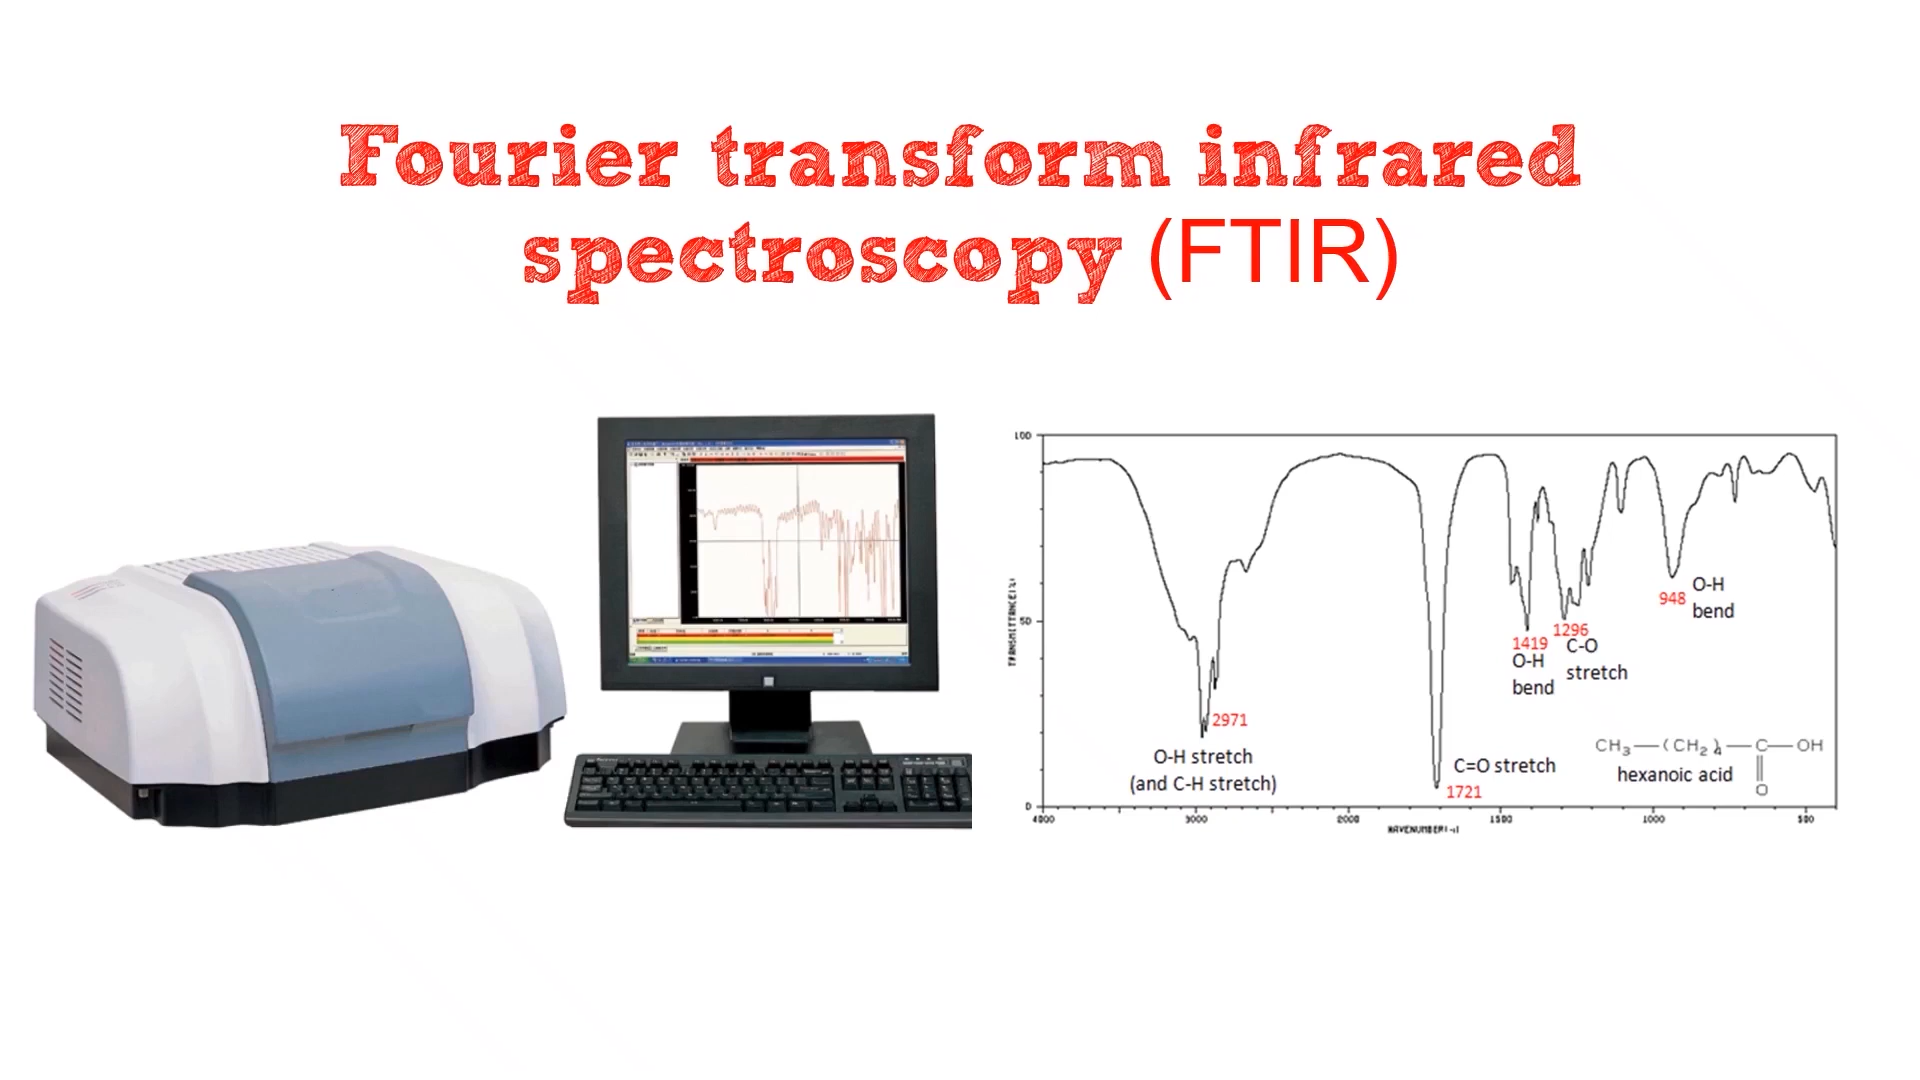 Fourier transform infrared
spectroscopy (FTIR)
100
50
0
TRANSMITTANCE(%)
4000
3000
2000
1500
1000
500
2971
O-H stretch
(and C-H stretch)
C=O stretch
1721
1419
O-H
bend
1296
C-O
stretch
948
O-H
bend
CH₃—(CH₂)₄—C—OH
O
hexanoic acid